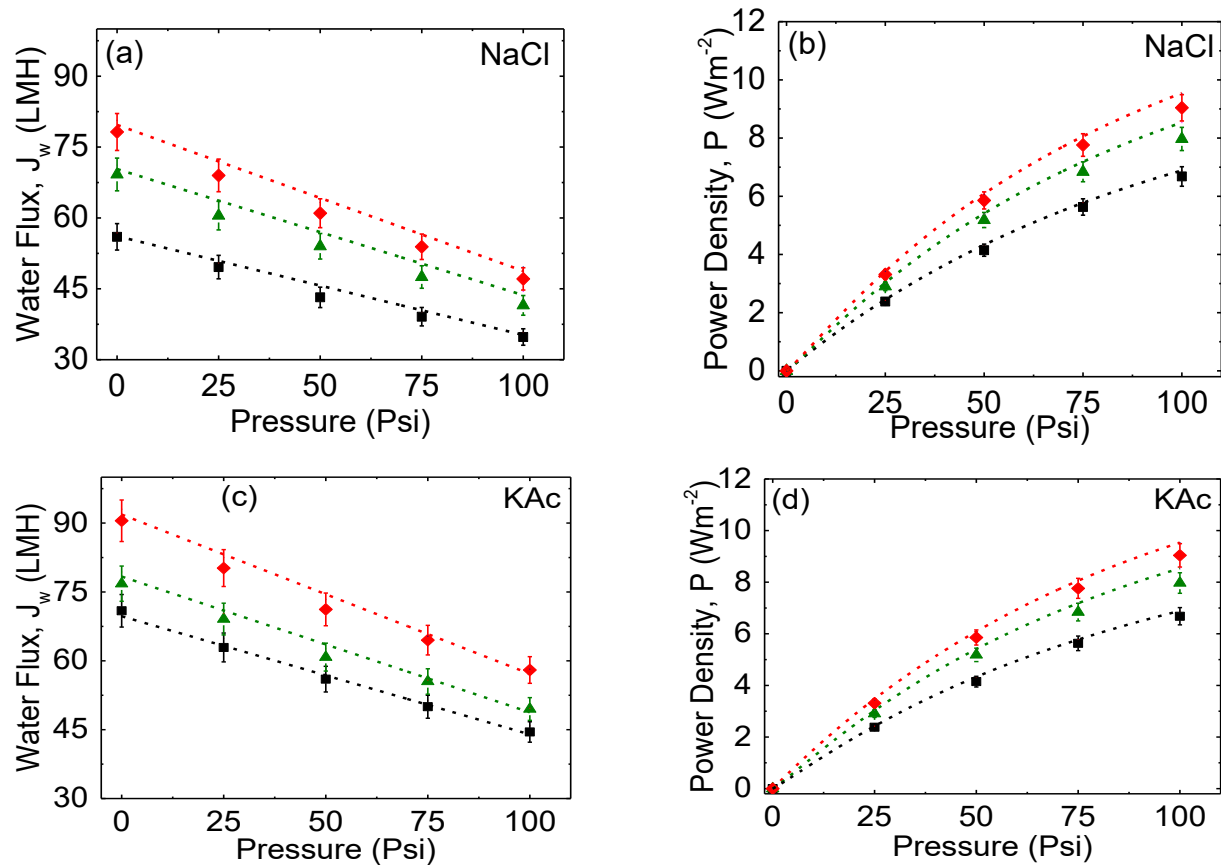 (a)
NaCl
Water Flux, J_w (LMH)
90
75
60
45
30
0 25 50 75 100
Pressure (Psi)
(b)
NaCl
Power Density, P (Wm⁻²)
12
10
8
6
4
2
0
0 25 50 75 100
Pressure (Psi)
(c)
KAc
Water Flux, J_w (LMH)
90
75
60
45
30
0 25 50 75 100
Pressure (Psi)
(d)
KAc
Power Density, P (Wm⁻²)
12
10
8
6
4
2
0
0 25 50 75 100
Pressure (Psi)